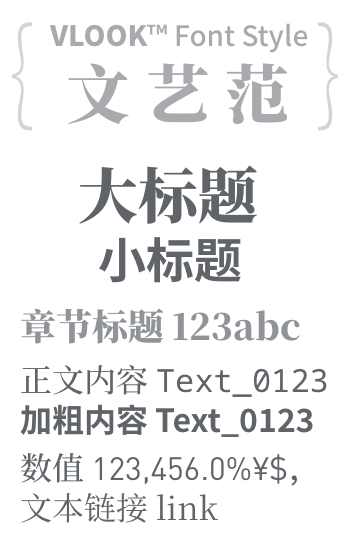 VLOOK™ Font Style
文艺范
大标题
小标题
章节标题 123abc
正文内容 Text_0123
加粗内容 Text_0123
数值 123,456.0%¥$,
文本链接 link